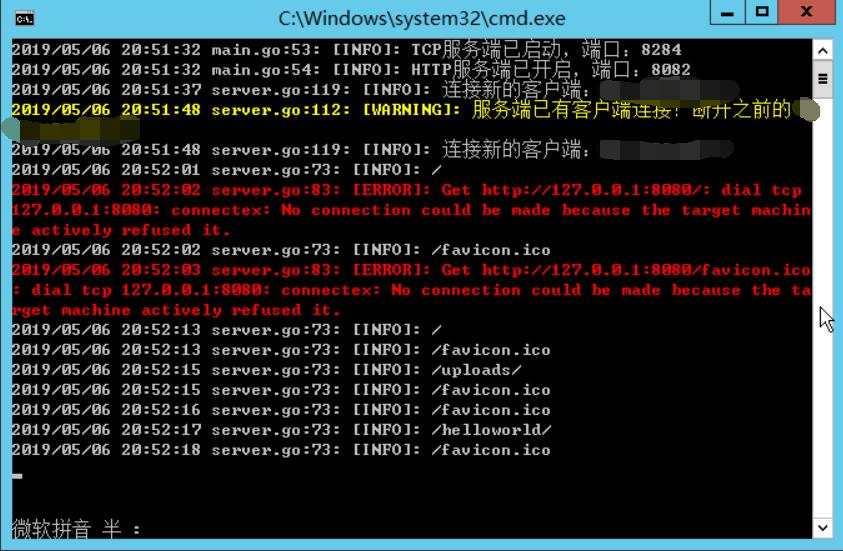 C:\Windows\system32\cmd.exe
2019/05/06 20:51:32 main.go:53: [INFO]: TCP服务端已启动，端口：8284
2019/05/06 20:51:32 main.go:54: [INFO]: HTTP服务端已开启，端口：8082
2019/05/06 20:51:37 server.go:119: [INFO]: 连接新的客户端：
2019/05/06 20:51:48 server.go:112: [WARNING]: 服务端已有客户端连接！断开之前的
2019/05/06 20:51:48 server.go:119: [INFO]: 连接新的客户端：
2019/05/06 20:52:01 server.go:73: [INFO]: /
2019/05/06 20:52:02 server.go:83: [ERROR]: Get http://127.0.0.1:8080/: dial tcp
127.0.0.1:8080: connectex: No connection could be made because the target machin
e actively refused it.
2019/05/06 20:52:02 server.go:73: [INFO]: /favicon.ico
2019/05/06 20:52:03 server.go:83: [ERROR]: Get http://127.0.0.1:8080/favicon.ico
: dial tcp 127.0.0.1:8080: connectex: No connection could be made because the ta
rget machine actively refused it.
2019/05/06 20:52:13 server.go:73: [INFO]: /
2019/05/06 20:52:13 server.go:73: [INFO]: /favicon.ico
2019/05/06 20:52:15 server.go:73: [INFO]: /uploads/
2019/05/06 20:52:15 server.go:73: [INFO]: /favicon.ico
2019/05/06 20:52:16 server.go:73: [INFO]: /favicon.ico
2019/05/06 20:52:17 server.go:73: [INFO]: /helloworld/
2019/05/06 20:52:18 server.go:73: [INFO]: /favicon.ico
微软拼音 半 :